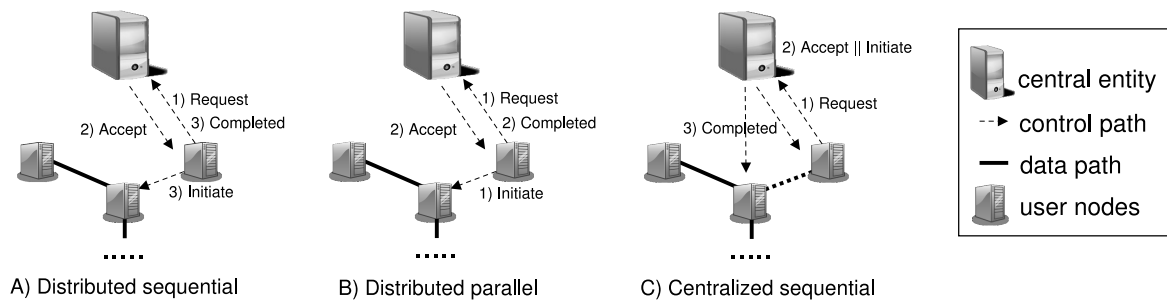 1) Request
3) Completed
2) Accept
3) Initiate
A) Distributed sequential
1) Request
2) Completed
2) Accept
1) Initiate
B) Distributed parallel
2) Accept || Initiate
1) Request
3) Completed
C) Centralized sequential
central entity
control path
data path
user nodes